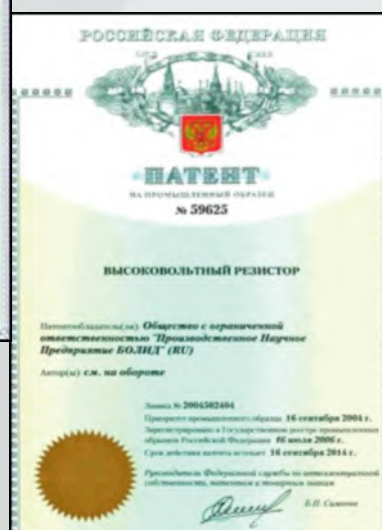 РОССИЙСКАЯ ФЕДЕРАЦИЯ
ПАТЕНТ
НА ПРОМЫШЛЕННЫЙ ОБРАЗЕЦ
№ 59625
ВЫСОКОВОЛЬТНЫЙ РЕЗИСТОР
Патентообладатель(ли): Общество с ограниченной
ответственностью "Производственное Научное
Предприятие БОЛИД" (RU)
Автор(ы): см. на обороте
Заявка № 2004502404
Приоритет промышленного образца 16 сентября 2004 г.
Зарегистрировано в Государственном реестре промышленных
образцов Российской Федерации 16 июля 2006 г.
Срок действия патента истекает 16 сентября 2014 г.
Руководитель Федеральной службы по интеллектуальной
собственности, патентам и товарным знакам
Б.П. Симонов